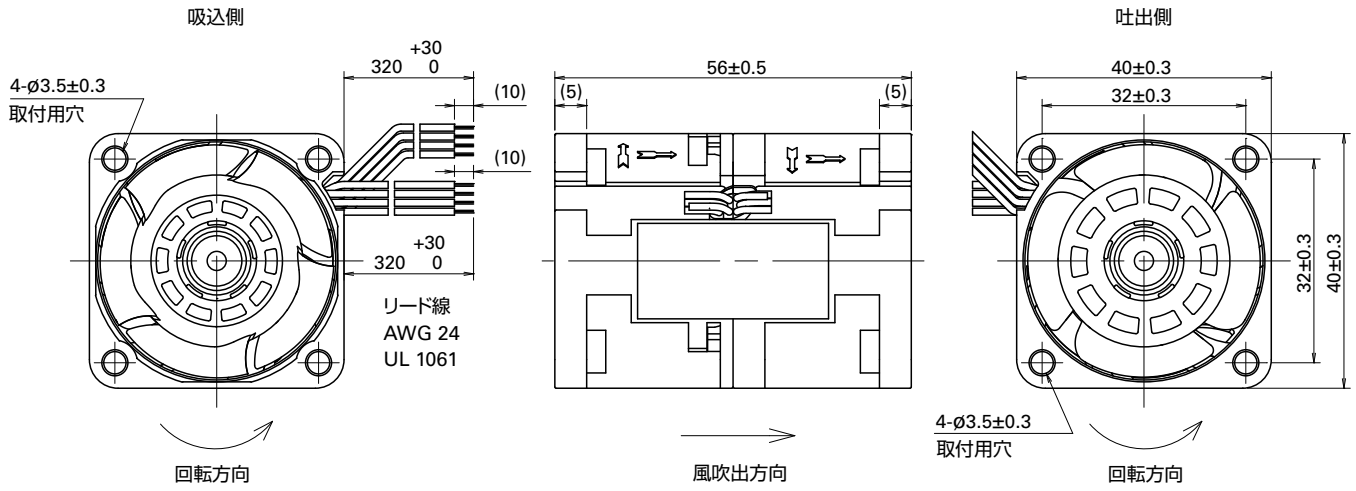 吸込側
吐出側
+30
320 0
56±0.5
40±0.3
4-ø3.5±0.3
取付用穴
(10)
(5)
(5)
32±0.3
(10)
+30
320 0
リード線
AWG 24
UL 1061
32±0.3
40±0.3
4-ø3.5±0.3
取付用穴
回転方向
風吹出方向
回転方向